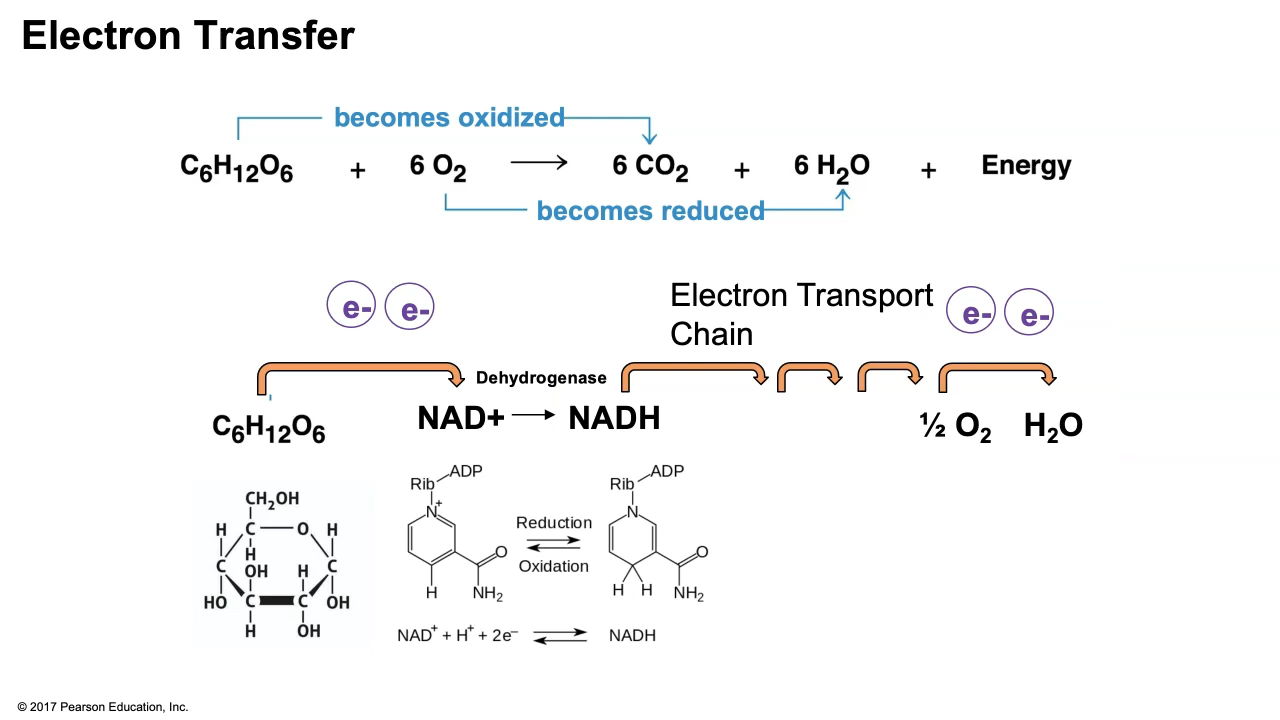 Electron Transfer
becomes oxidized
C6H12O6 + 6 O2 ⟶ 6 CO2 + 6 H2O + Energy
becomes reduced
e- e-
Electron Transport
Chain
e- e-
Dehydrogenase
C6H12O6 NAD+ ⟶ NADH ½ O2 H2O
Rib ADP
N+
O
H
NH2
Reduction
Oxidation
Rib ADP
N
O
H H
NH2
NAD+ + H+ + 2e– ⇌ NADH
CH2OH
H C O H
H
C OH H C
HO C C OH
H OH
© 2017 Pearson Education, Inc.